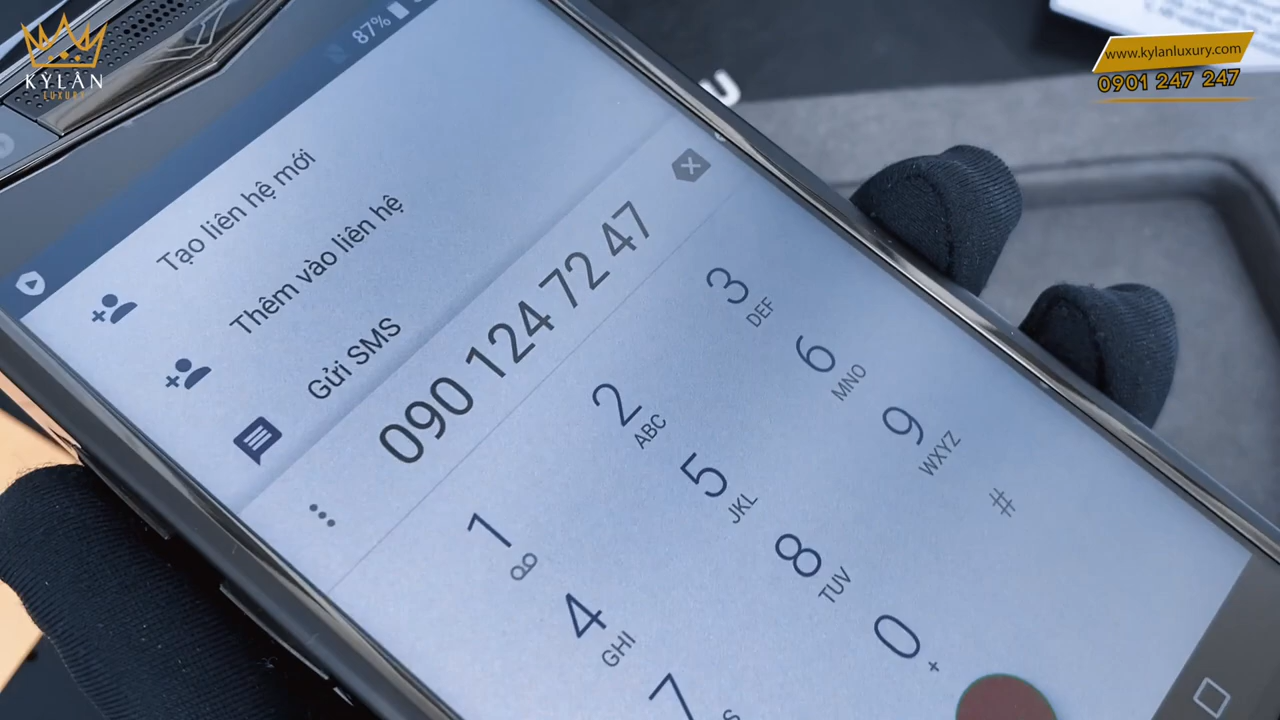 KỲ LÂN
LUXURY
www.kylanluxury.com
0901 247 247
87%
Tạo liên hệ mới
Thêm vào liên hệ
Gửi SMS
090 124 72 47
1
2
ABC
3
DEF
4
GHI
5
JKL
6
MNO
7
S
8
TUV
9
WXYZ
0
+
#
U